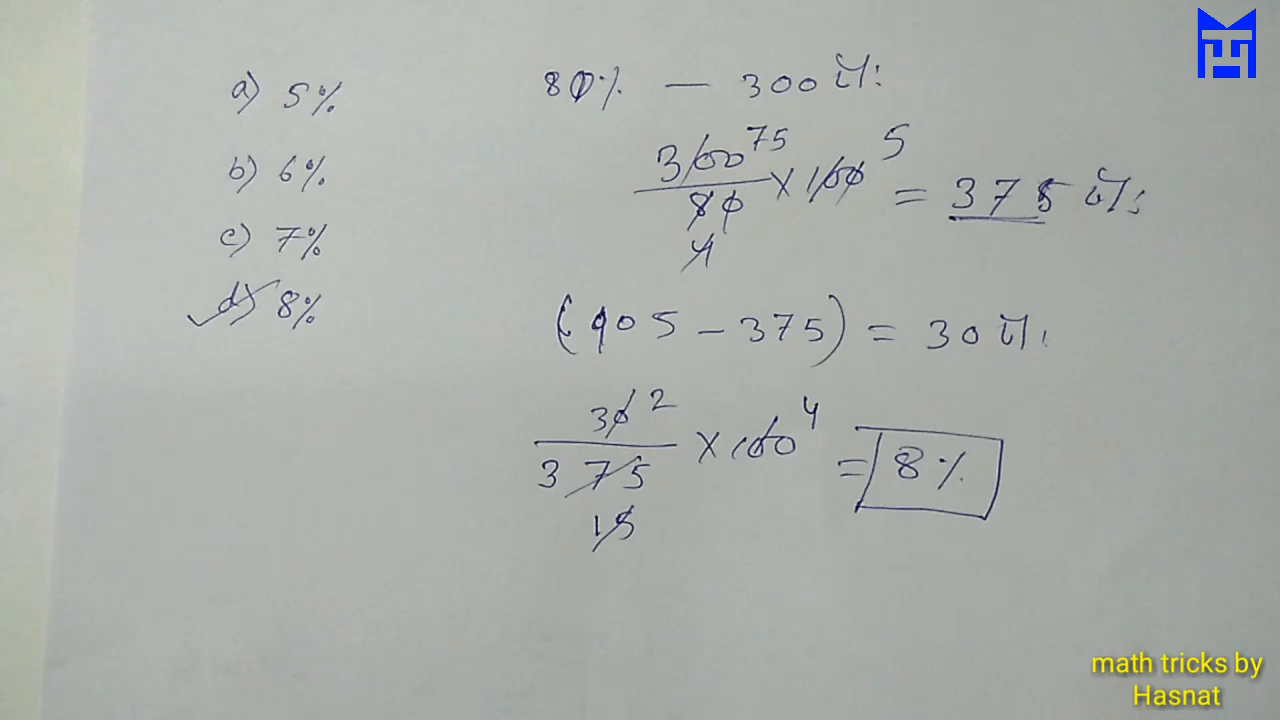 a) 5%
b) 6%
c) 7%
d) 8%
80% — 300 টা:
300 75
80 × 100 5 = 375 টা:
4
(405 - 375) = 30 টা:
30 2
375 × 100 4 = 8%
15
math tricks by
Hasnat